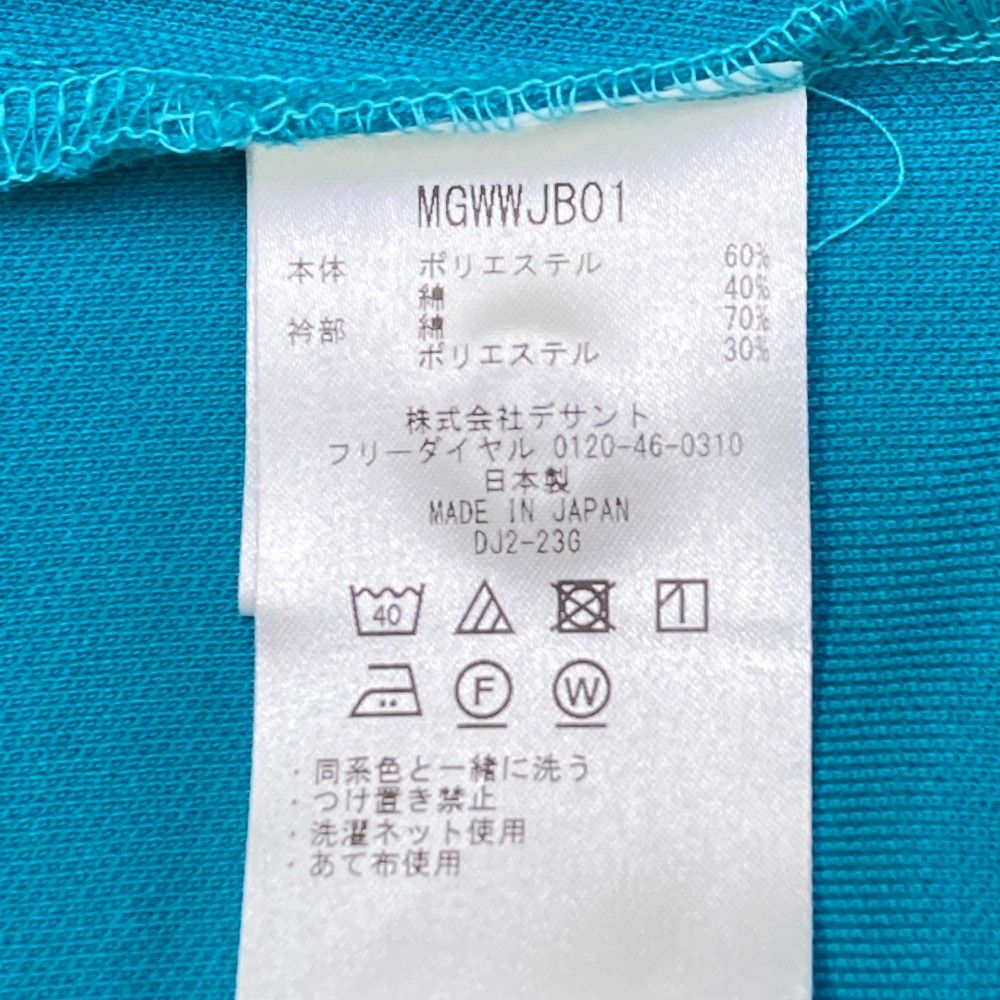 MGWWJB01
本体 ポリエステル 60%
綿 40%
衿部 綿 70%
ポリエステル 30%
株式会社デサント
フリーダイヤル 0120-46-0310
日本製
MADE IN JAPAN
DJ2-23G
40
F W
・同系色と一緒に洗う
・つけ置き禁止
・洗濯ネット使用
・あて布使用